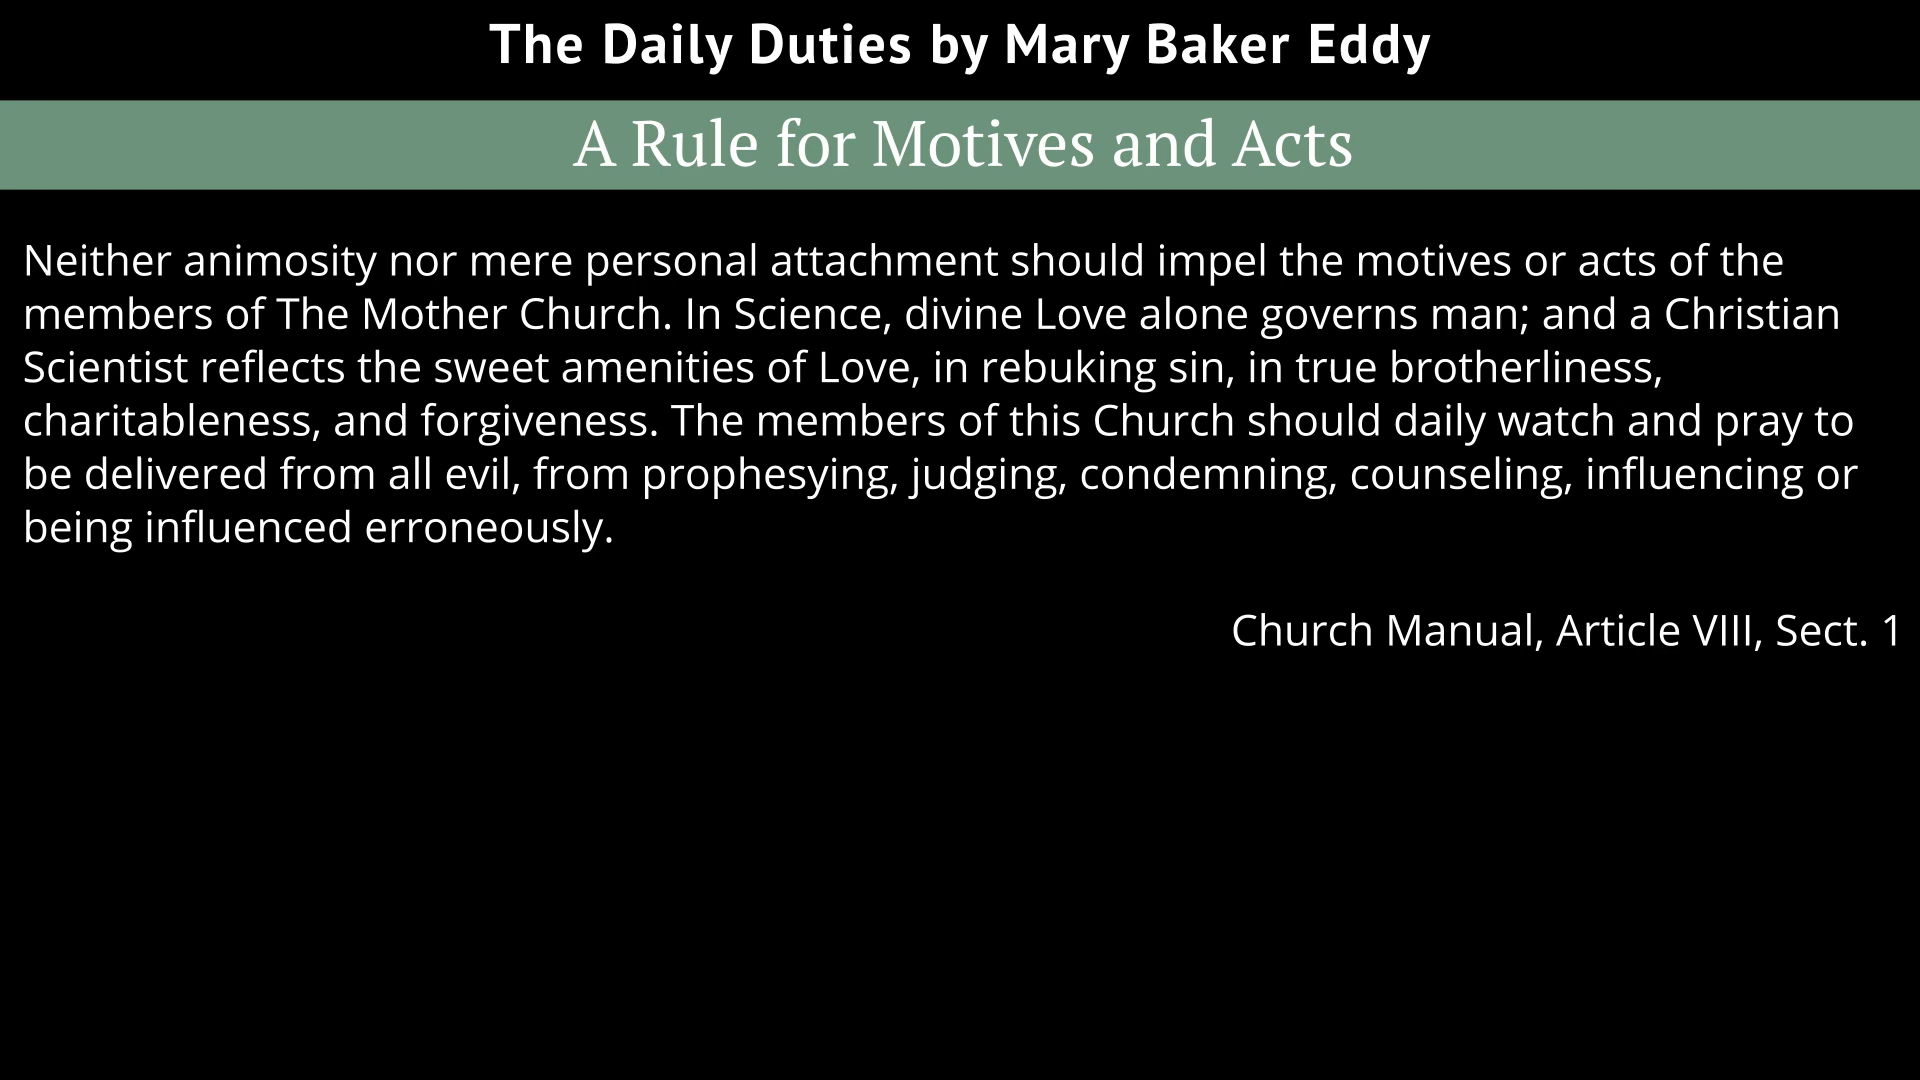 The Daily Duties by Mary Baker Eddy
A Rule for Motives and Acts
Neither animosity nor mere personal attachment should impel the motives or acts of the
members of The Mother Church. In Science, divine Love alone governs man; and a Christian
Scientist reflects the sweet amenities of Love, in rebuking sin, in true brotherliness,
charitableness, and forgiveness. The members of this Church should daily watch and pray to
be delivered from all evil, from prophesying, judging, condemning, counseling, influencing or
being influenced erroneously.
Church Manual, Article VIII, Sect. 1